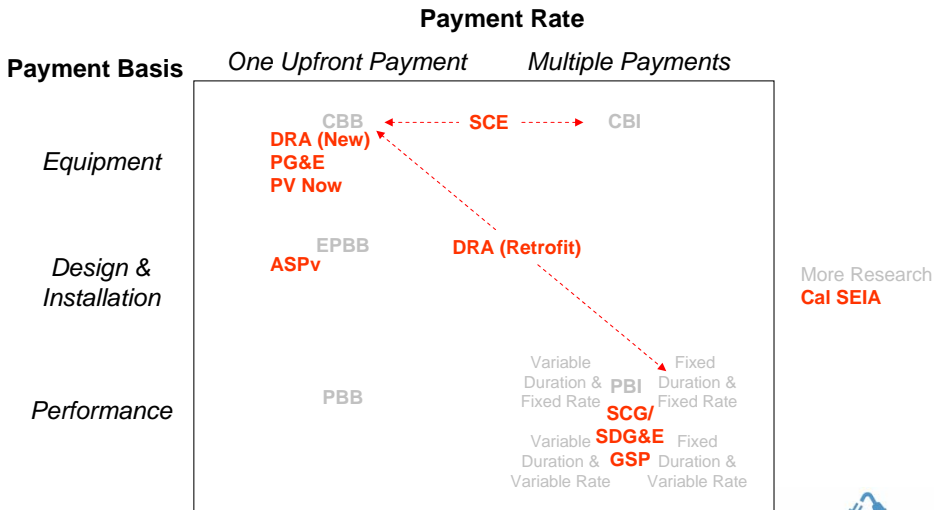 Payment Rate
Payment Basis
One Upfront Payment
Multiple Payments
Equipment
CBB
SCE
CBI
DRA (New)
PG&E
PV Now
Design &
Installation
EPBB
ASPv
DRA (Retrofit)
More Research
Cal SEIA
Performance
PBB
Variable
Duration &
Fixed Rate
PBI
Fixed
Duration &
Fixed Rate
SCG/
SDG&E
GSP
Variable
Duration &
Variable Rate
Fixed
Duration &
Variable Rate